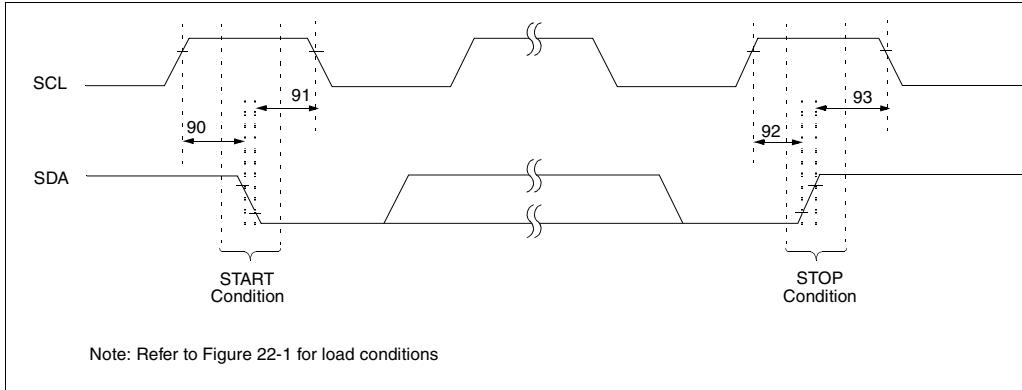 SCL
91
93
90
92
SDA
START
Condition
STOP
Condition
Note: Refer to Figure 22-1 for load conditions